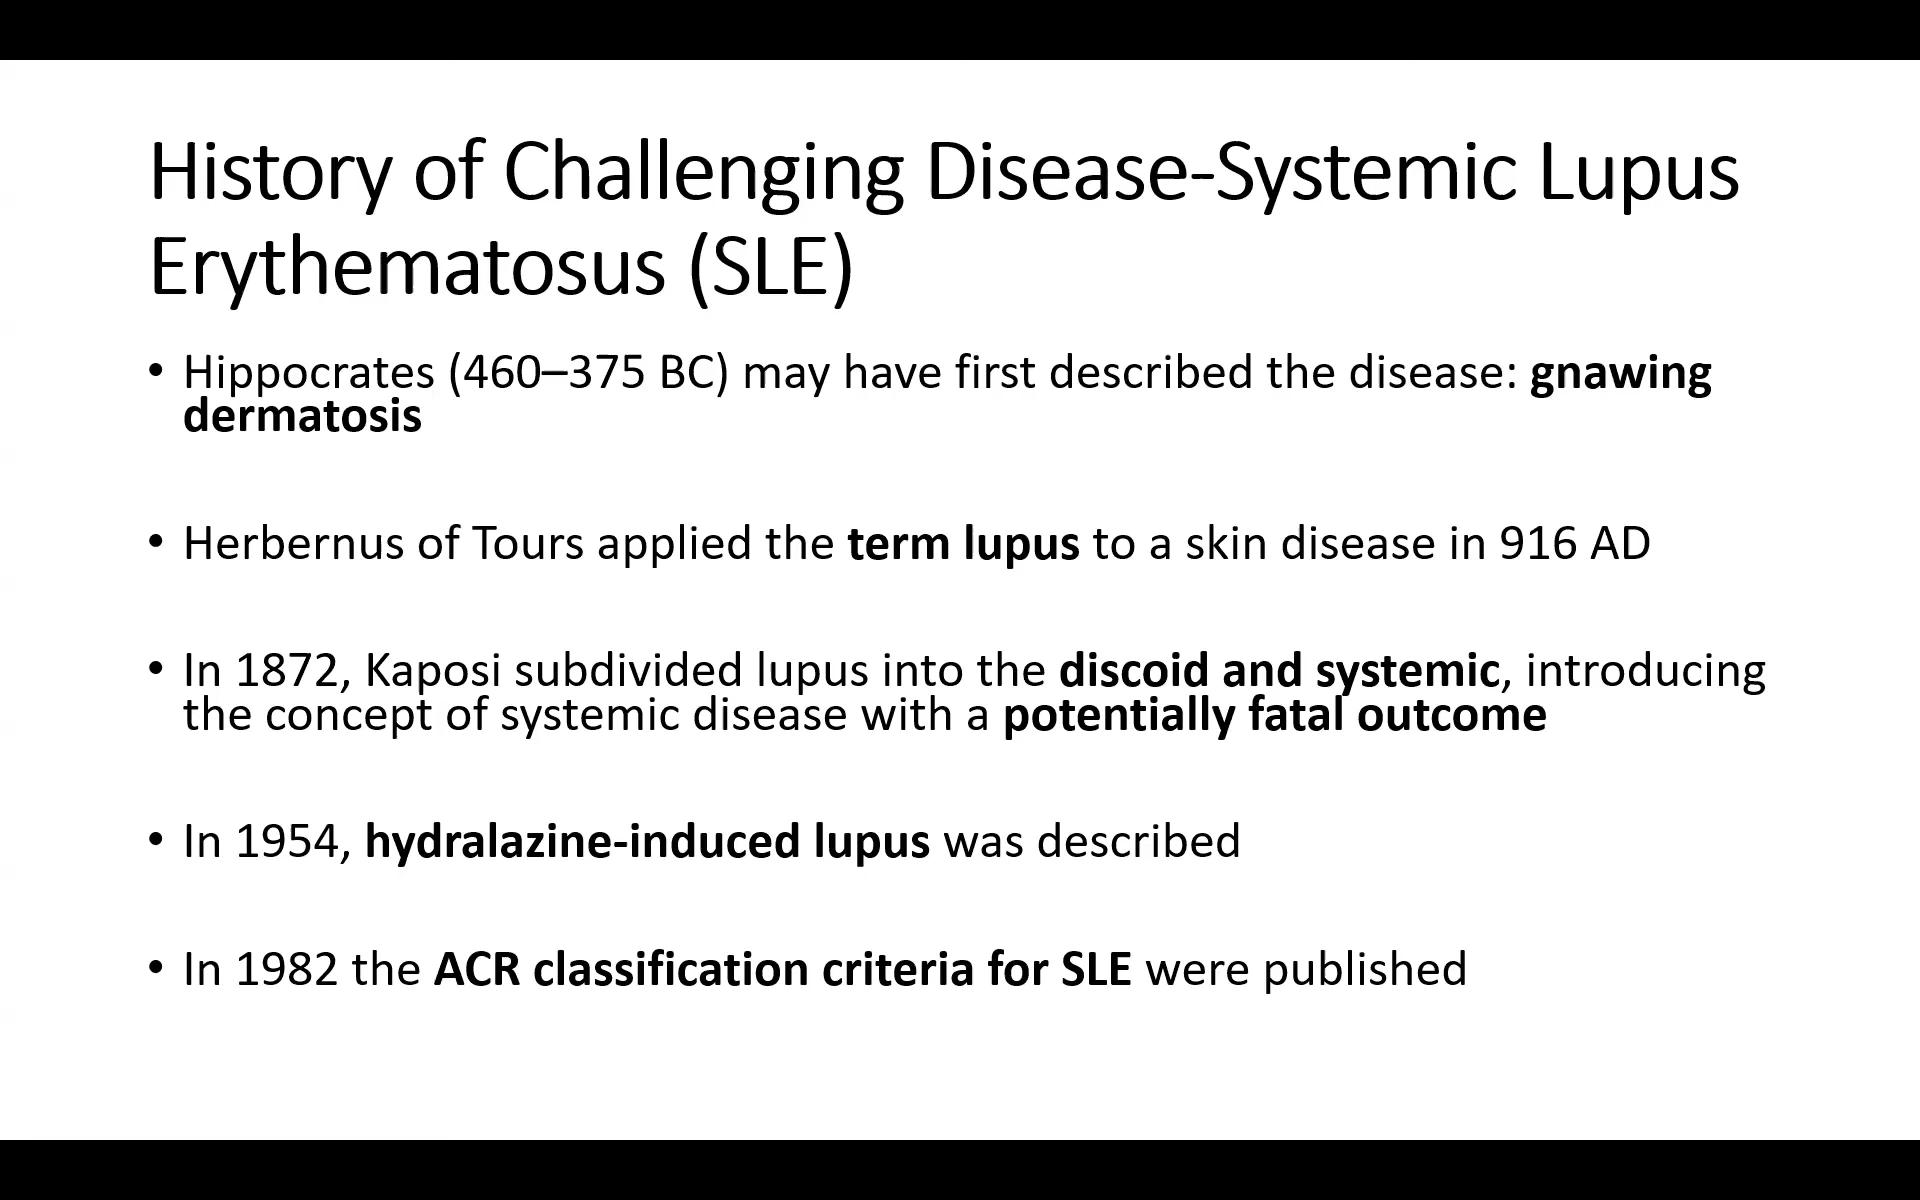 History of Challenging Disease-Systemic Lupus
Erythematosus (SLE)
• Hippocrates (460–375 BC) may have first described the disease: gnawing
dermatosis
• Herbernus of Tours applied the term lupus to a skin disease in 916 AD
• In 1872, Kaposi subdivided lupus into the discoid and systemic, introducing
the concept of systemic disease with a potentially fatal outcome
• In 1954, hydralazine-induced lupus was described
• In 1982 the ACR classification criteria for SLE were published